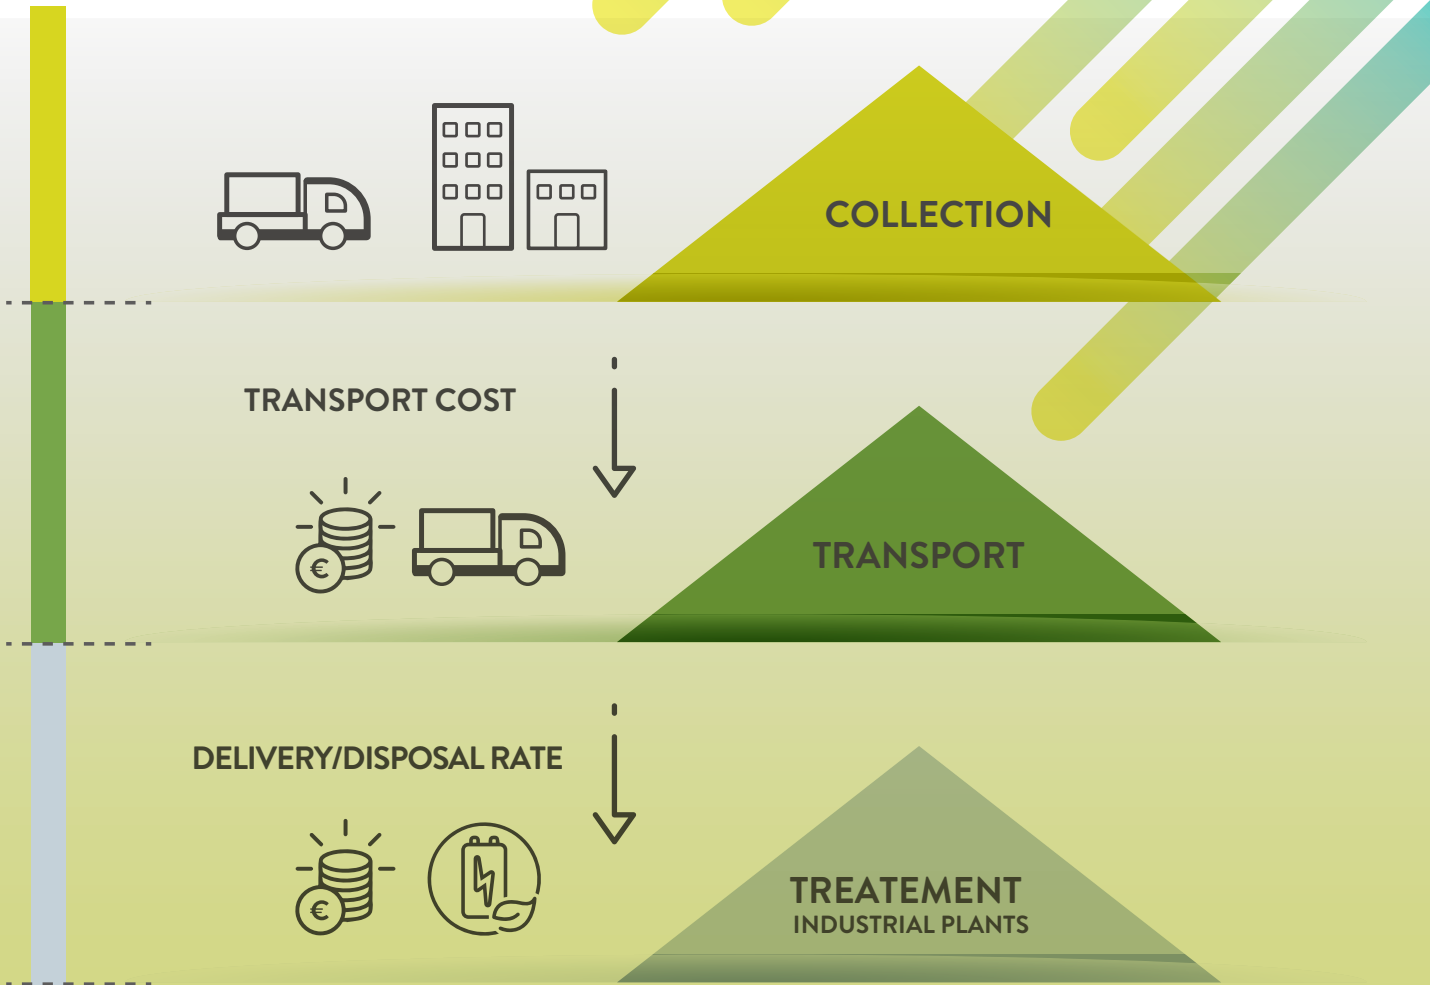 COLLECTION
TRANSPORT COST
€
TRANSPORT
DELIVERY/DISPOSAL RATE
€
TREATEMENT
INDUSTRIAL PLANTS